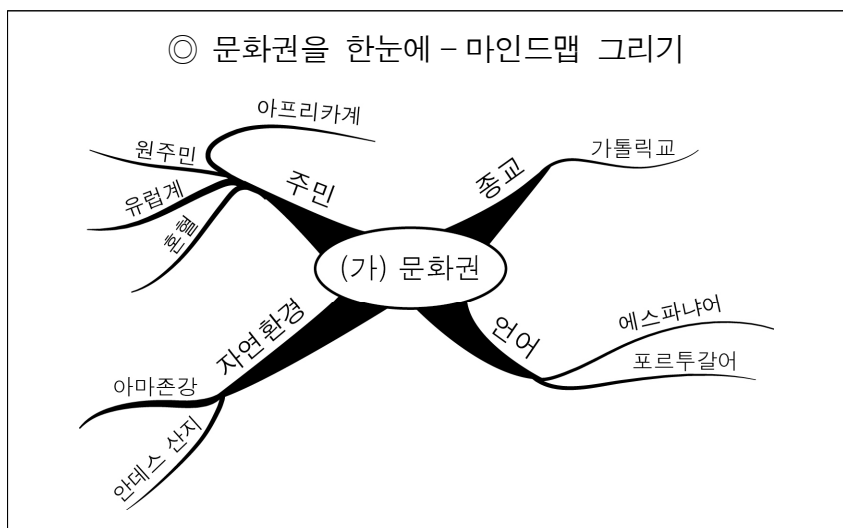 ◎ 문화권을 한눈에 – 마인드맵 그리기
아프리카계
원주민
유럽계
혼혈
주민
종교
가톨릭교
(가) 문화권
자연환경
아마존강
안데스 산지
언어
에스파냐어
포르투갈어